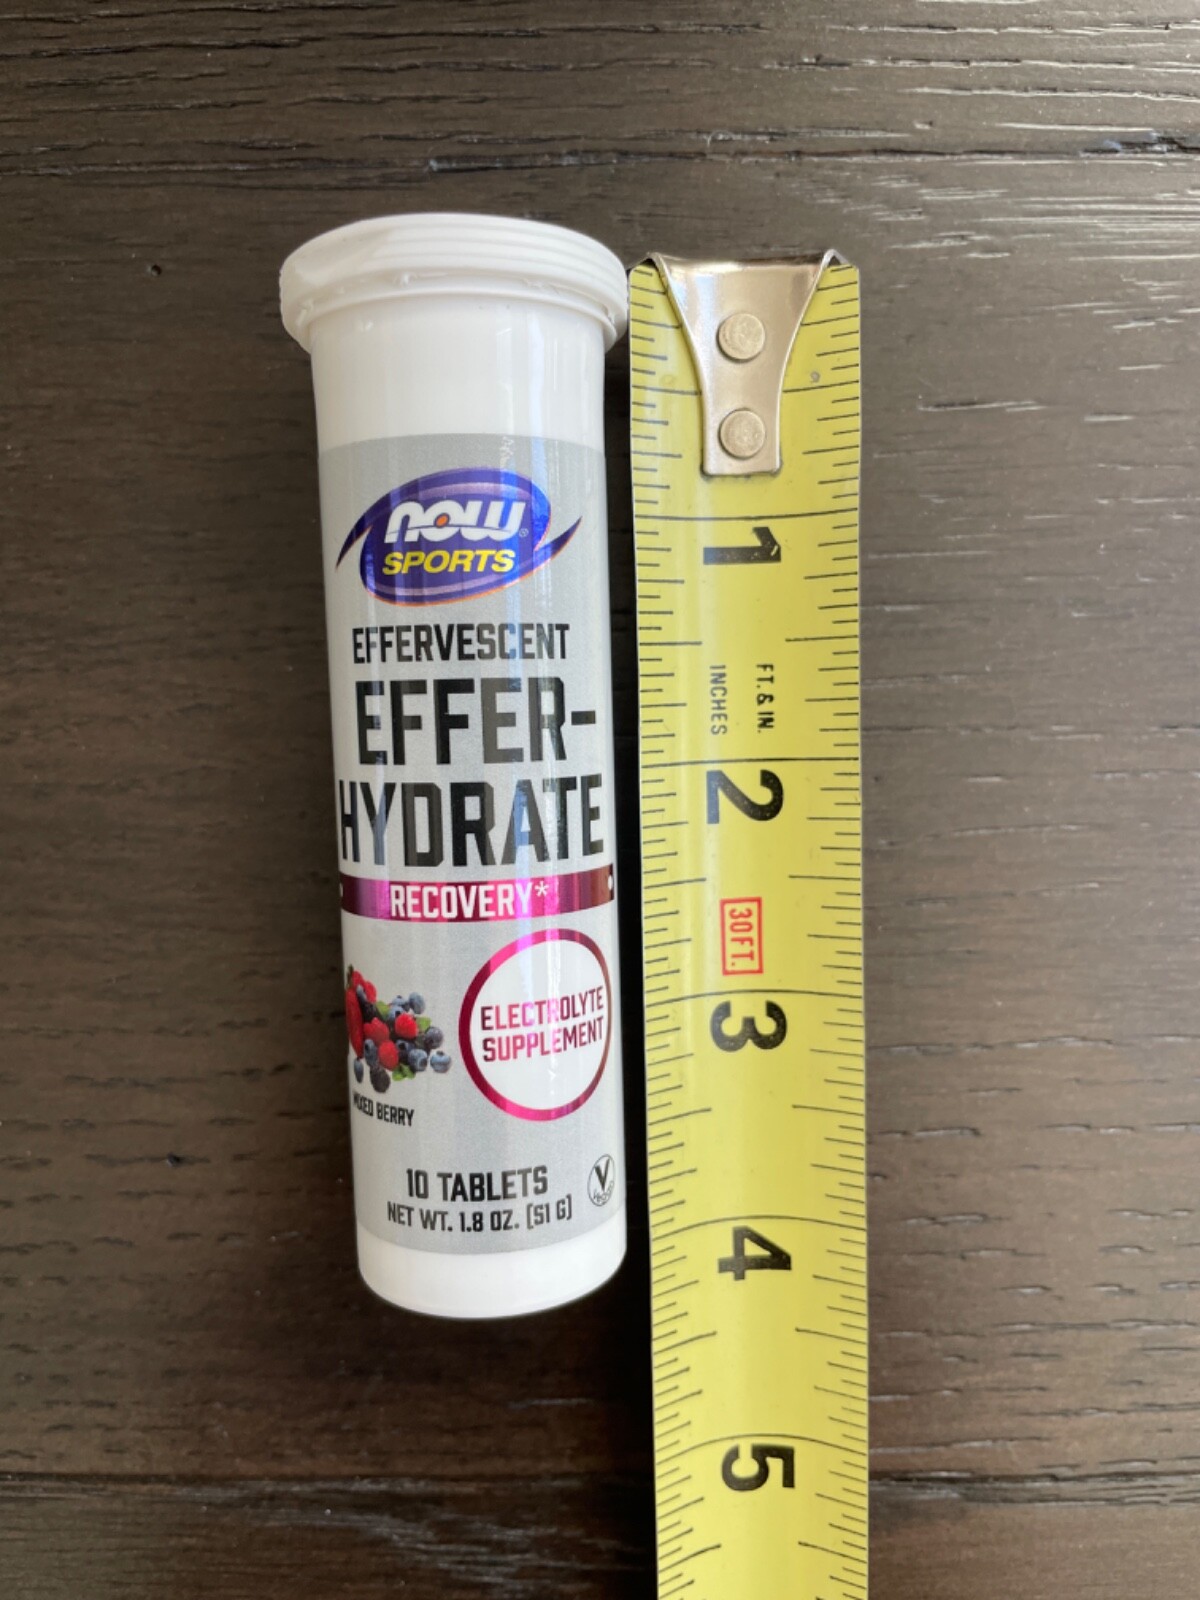 now®
SPORTS
EFFERVESCENT
EFFER-
HYDRATE
RECOVERY*
ELECTROLYTE
SUPPLEMENT
MIXED BERRY
10 TABLETS
NET WT. 1.8 OZ. (51 G)
V
1
FT. & IN.
INCHES
2
30FT.
3
4
5